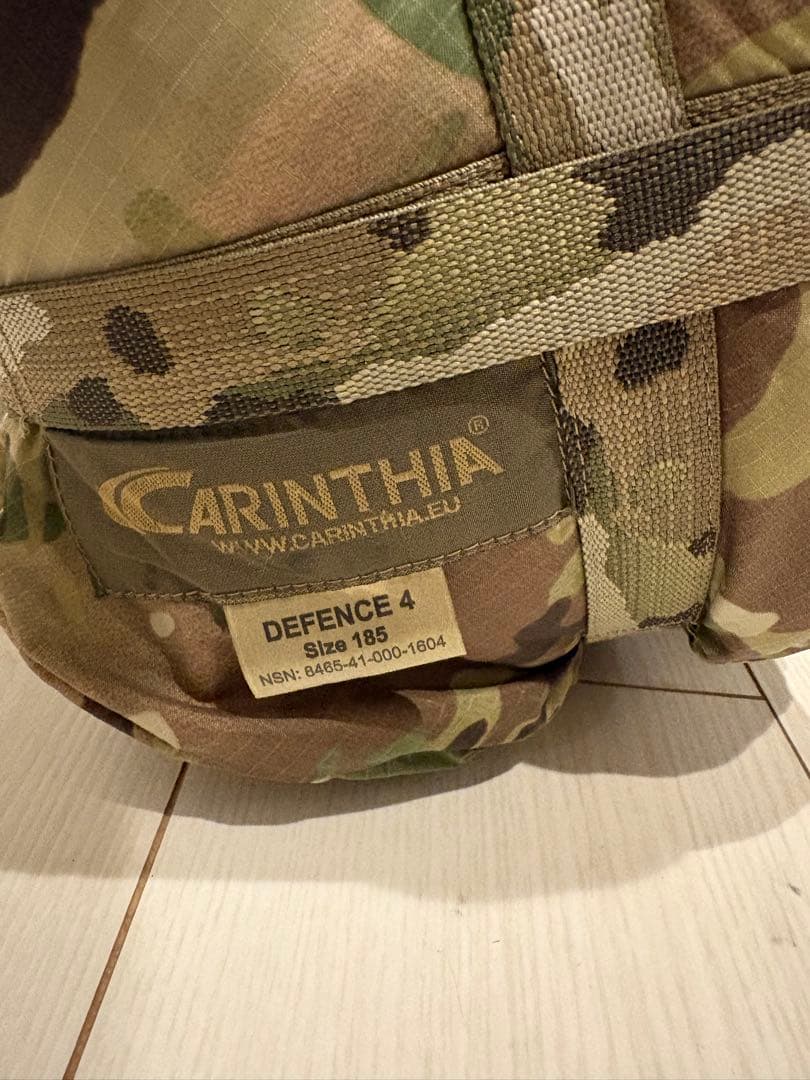 CARINTHIA®
WWW.CARINTHIA.EU
DEFENCE 4
Size 185
NSN: 8465-41-000-1604